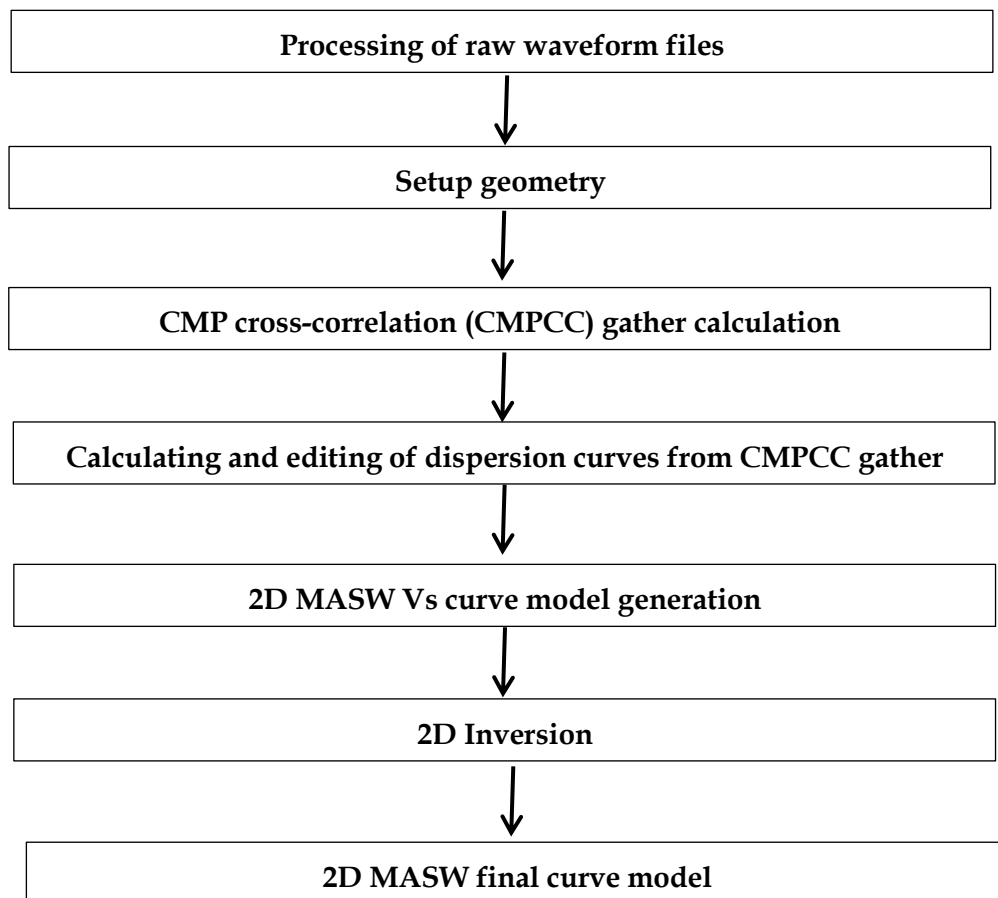 Processing of raw waveform files
Setup geometry
CMP cross-correlation (CMPCC) gather calculation
Calculating and editing of dispersion curves from CMPCC gather
2D MASW Vs curve model generation
2D Inversion
2D MASW final curve model